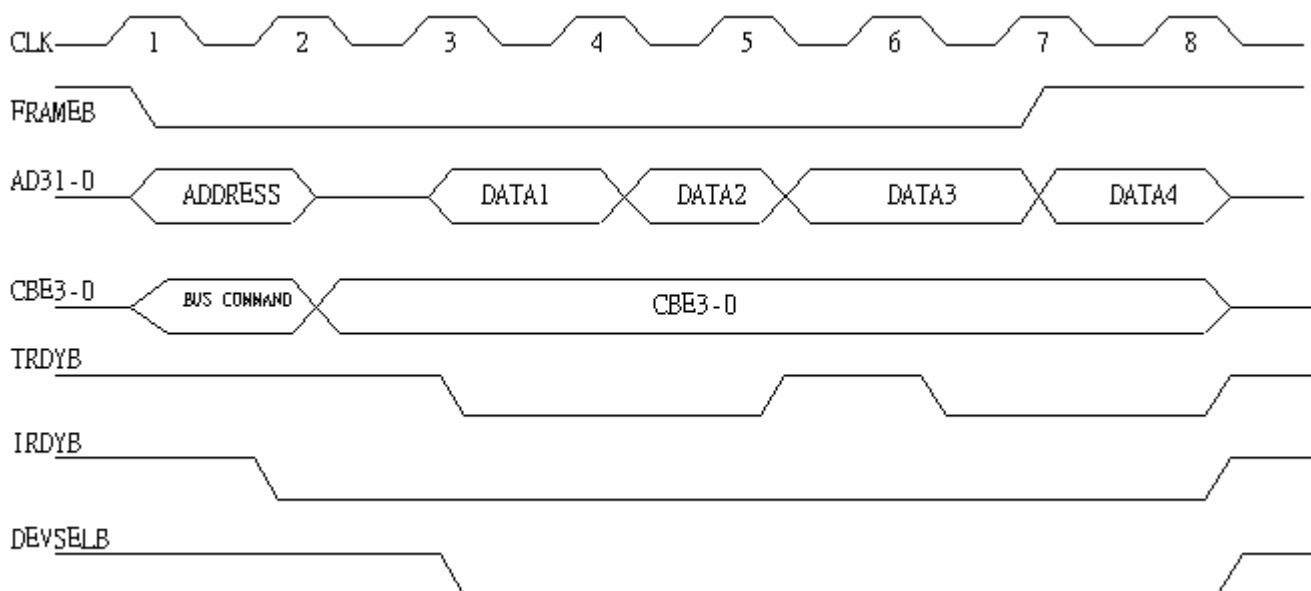 CLK 1 2 3 4 5 6 7 8
FRAMEB
AD31-0 ADDRESS DATA1 DATA2 DATA3 DATA4
CBE3-0 BUS COMMAND CBE3-0
TRDYB
IRDYB
DEVSELB